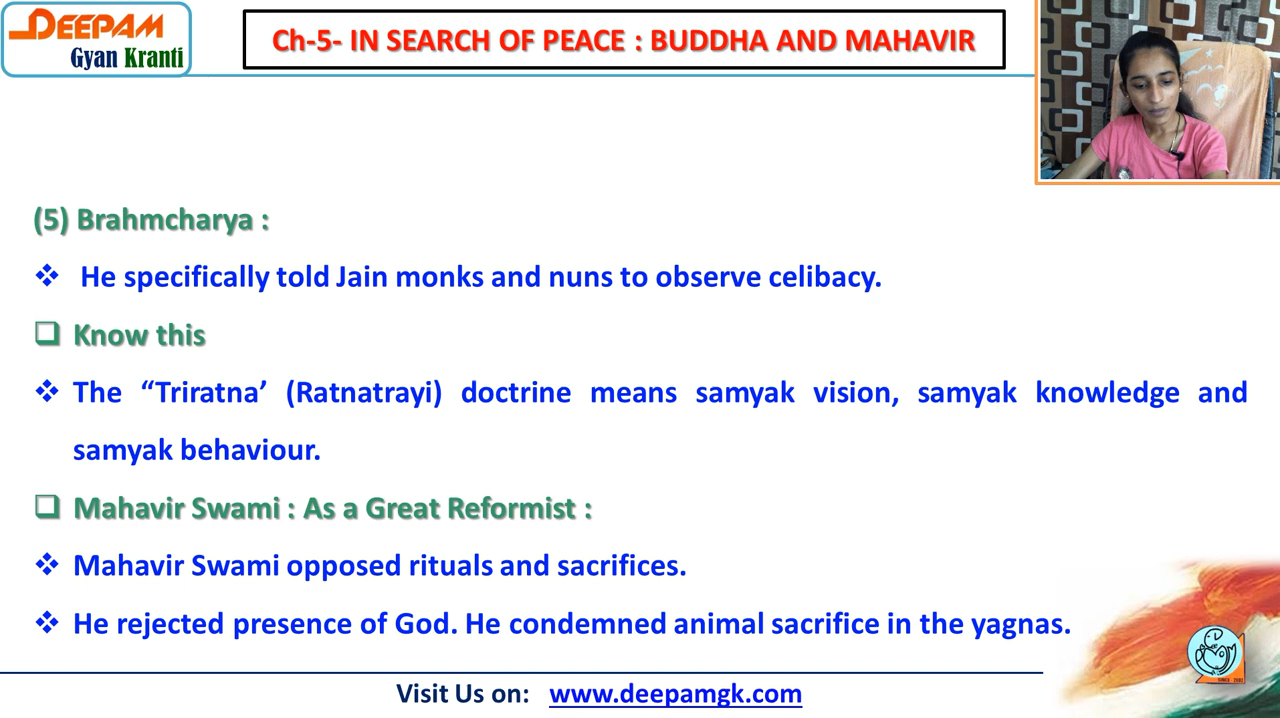 DEEPAM
Gyan Kranti
Ch-5- IN SEARCH OF PEACE : BUDDHA AND MAHAVIR
(5) Brahmcharya :
❖ He specifically told Jain monks and nuns to observe celibacy.
❑ Know this
❖ The “Triratna’ (Ratnatrayi) doctrine means samyak vision, samyak knowledge and
samyak behaviour.
❑ Mahavir Swami : As a Great Reformist :
❖ Mahavir Swami opposed rituals and sacrifices.
❖ He rejected presence of God. He condemned animal sacrifice in the yagnas.
Visit Us on: www.deepamgk.com